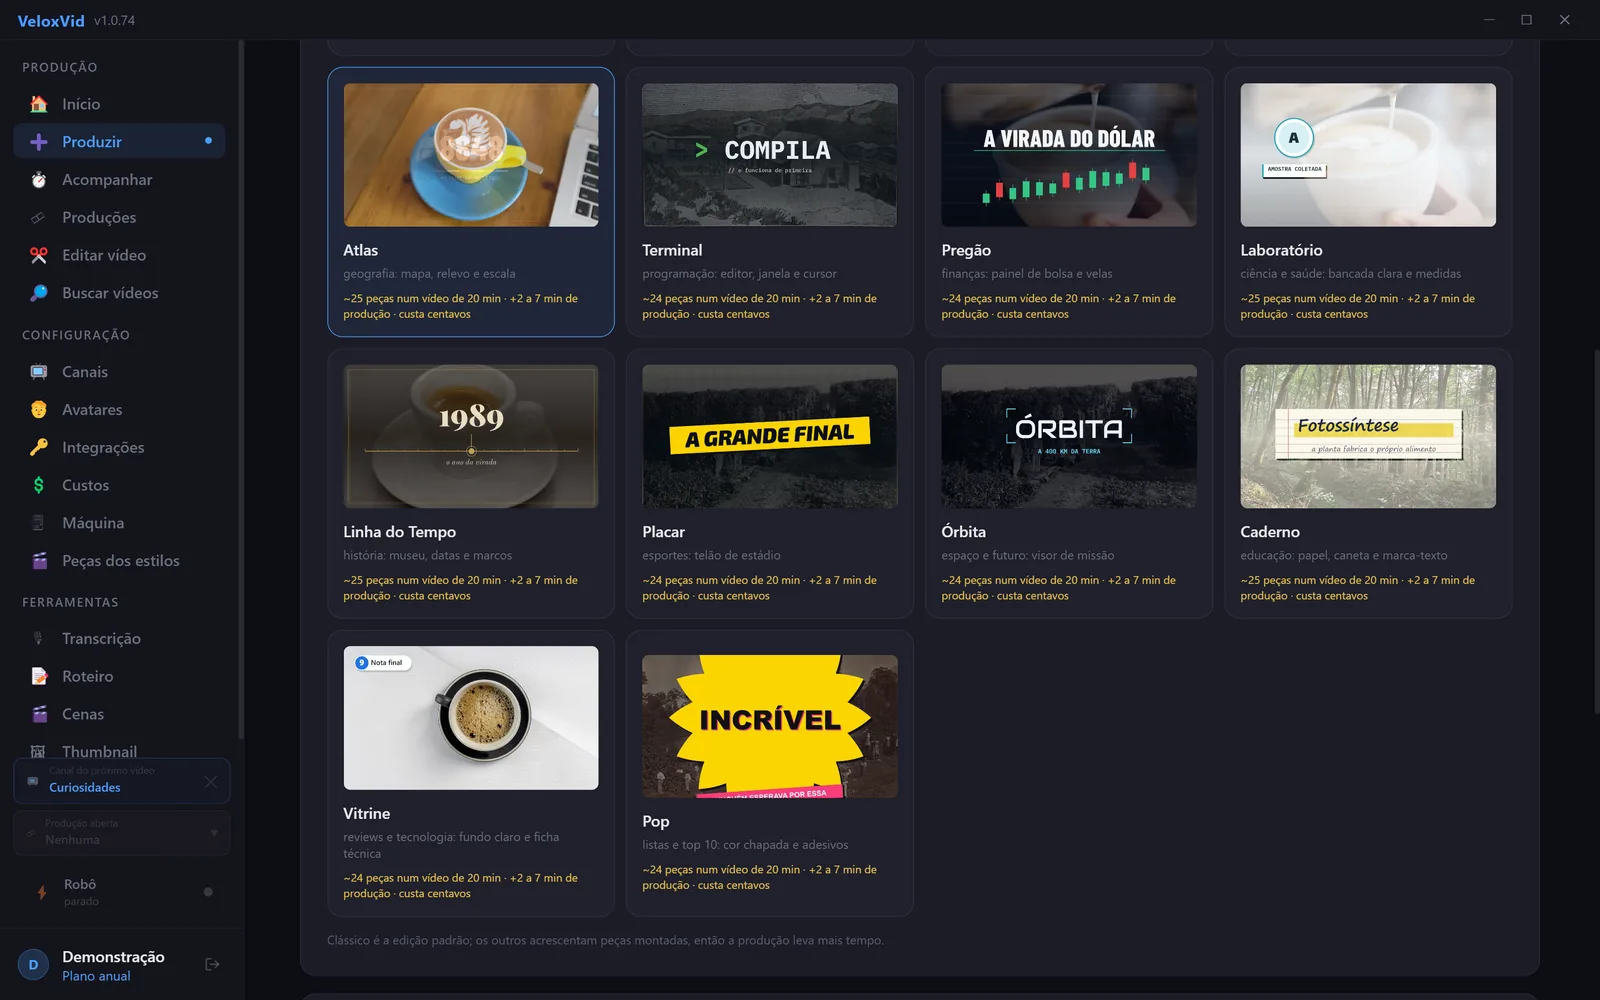 VeloxVid v1.0.74
PRODUÇÃO
Início
Produzir
Acompanhar
Produções
Editar vídeo
Buscar vídeos
CONFIGURAÇÃO
Canais
Avatares
Integrações
Custos
Máquina
Peças dos estilos
FERRAMENTAS
Transcrição
Roteiro
Cenas
Thumbnail
Canal do próximo vídeo
Curiosidades
Produção aberta
Nenhuma
Robô
parado
D
Demonstração
Plano anual
Atlas
geografia: mapa, relevo e escala
~25 peças num vídeo de 20 min · +2 a 7 min de
produção · custa centavos
> COMPILA
// e funciona de primeira
Terminal
programação: editor, janela e cursor
~24 peças num vídeo de 20 min · +2 a 7 min de
produção · custa centavos
A VIRADA DO DÓLAR
Pregão
finanças: painel de bolsa e velas
~24 peças num vídeo de 20 min · +2 a 7 min de
produção · custa centavos
A
AMOSTRA COLETADA
Laboratório
ciência e saúde: bancada clara e medidas
~25 peças num vídeo de 20 min · +2 a 7 min de
produção · custa centavos
1989
o ano da virada
Linha do Tempo
história: museu, datas e marcos
~25 peças num vídeo de 20 min · +2 a 7 min de
produção · custa centavos
A GRANDE FINAL
Placar
esportes: telão de estádio
~24 peças num vídeo de 20 min · +2 a 7 min de
produção · custa centavos
ÓRBITA
A 400 KM DA TERRA
Órbita
espaço e futuro: visor de missão
~24 peças num vídeo de 20 min · +2 a 7 min de
produção · custa centavos
Fotossíntese
a planta fabrica o próprio alimento
Caderno
educação: papel, caneta e marca-texto
~25 peças num vídeo de 20 min · +2 a 7 min de
produção · custa centavos
9 Nota final
Vitrine
reviews e tecnologia: fundo claro e ficha
técnica
~24 peças num vídeo de 20 min · +2 a 7 min de
produção · custa centavos
INCRÍVEL
ESPERAVA POR ESSA
Pop
listas e top 10: cor chapada e adesivos
~24 peças num vídeo de 20 min · +2 a 7 min de
produção · custa centavos
Clássico é a edição padrão; os outros acrescentam peças montadas, então a produção leva mais tempo.